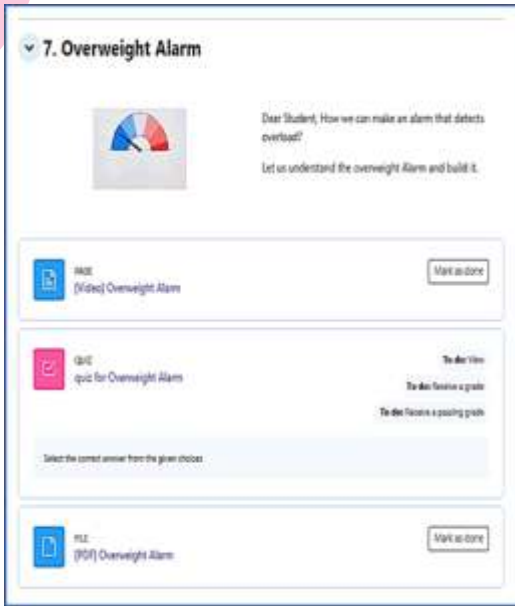 7. Overweight Alarm
Dear Student, How we can make an alarm that detects
overload?
Let us understand the overweight Alarm and build it.
PAGE
[Video] Overweight Alarm
Mark as done
QUIZ
quiz for Overweight Alarm
To do: View
To do: Receive a grade
To do: Receive a passing grade
Select the correct answer from the given choices
FILE
[PDF] Overweight Alarm
Mark as done